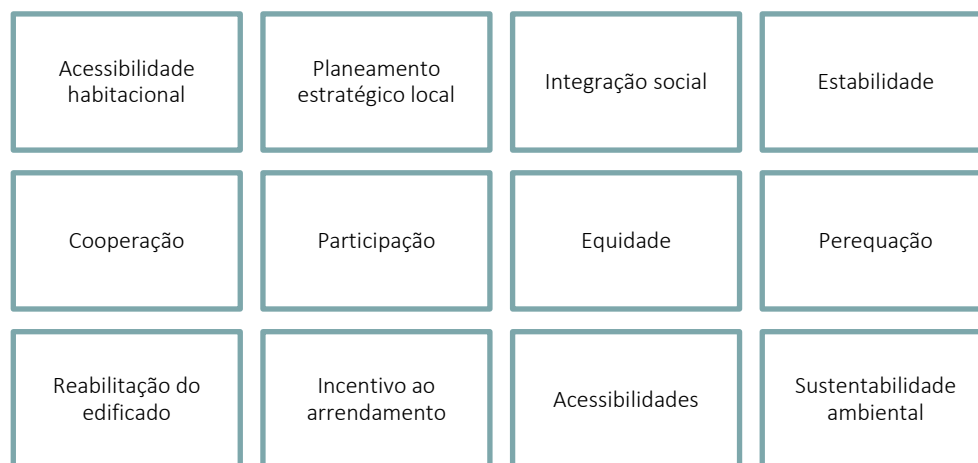 Acessibilidade
habitacional
Planeamento
estratégico local
Integração social
Estabilidade
Cooperação
Participação
Equidade
Perequação
Reabilitação do
edificado
Incentivo ao
arrendamento
Acessibilidades
Sustentabilidade
ambiental